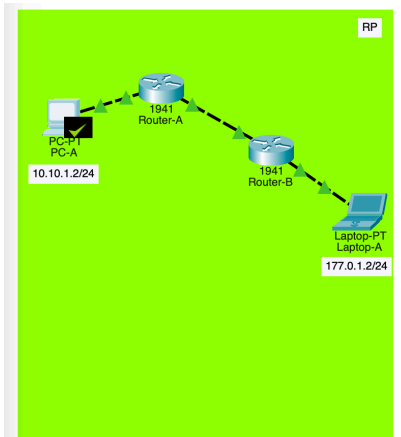 RP
1941
Router-A
PC-PT
PC-A
10.10.1.2/24
1941
Router-B
Laptop-PT
Laptop-A
177.0.1.2/24